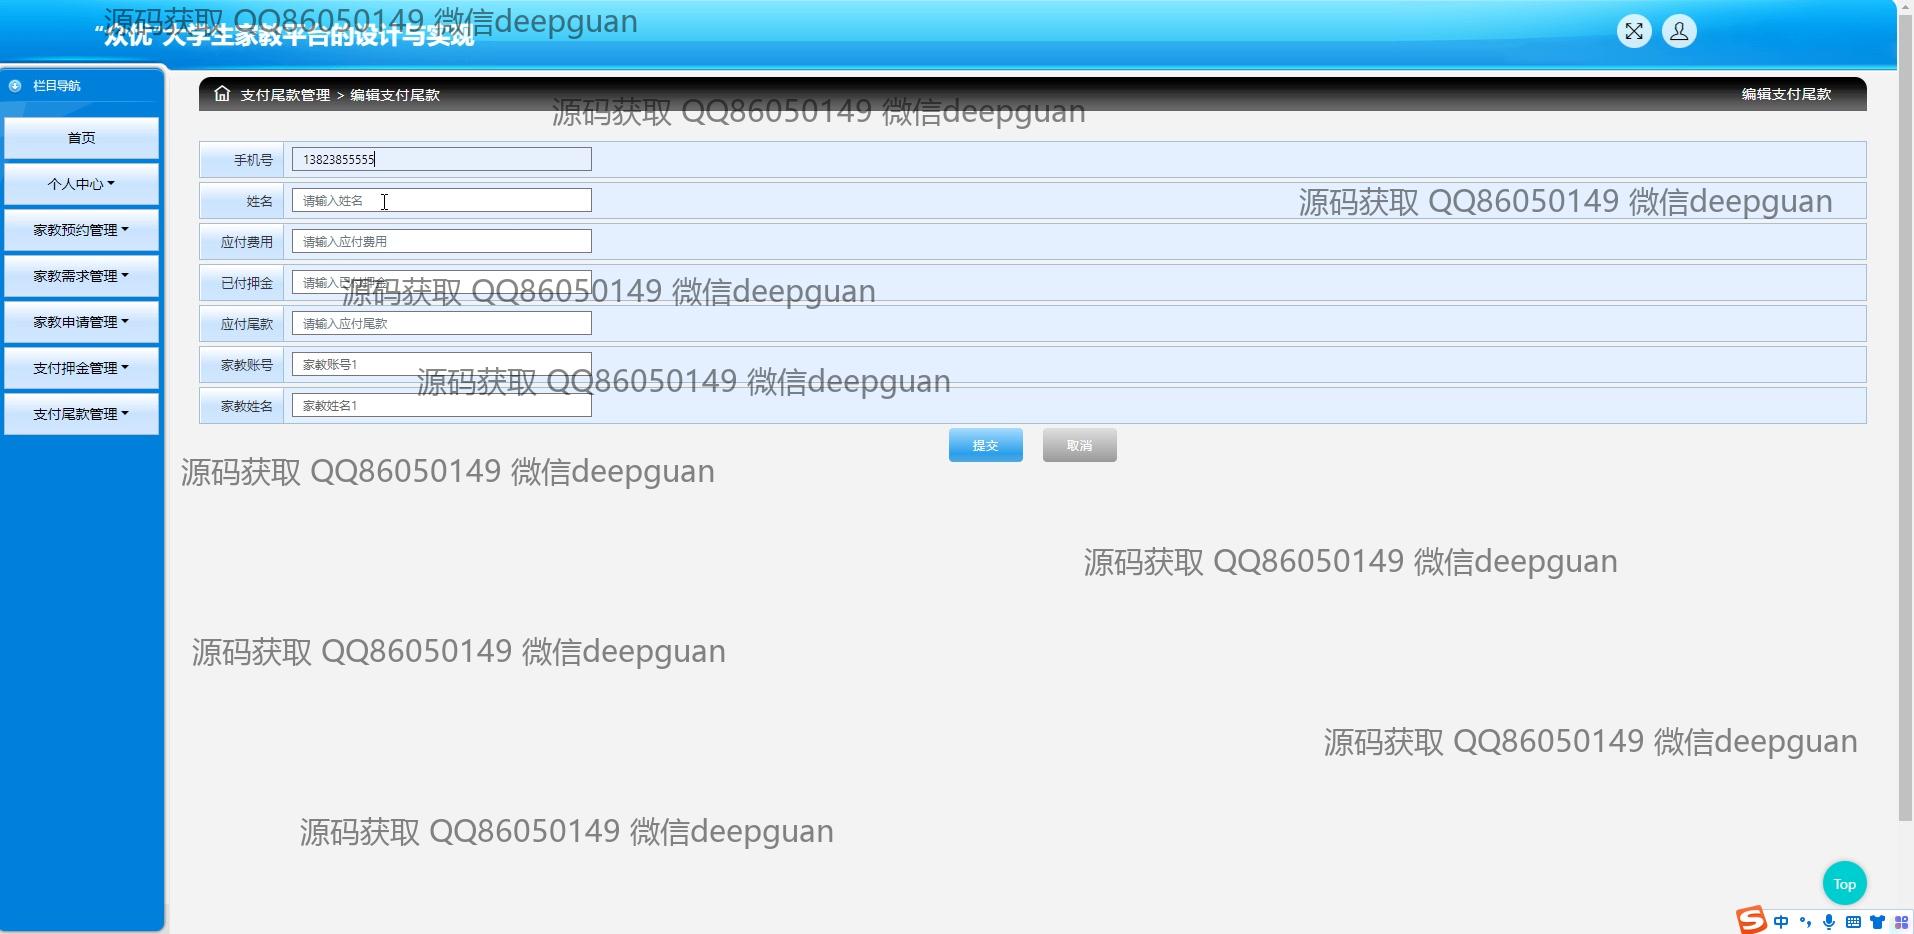 源码获取 QQ86050149 微信deepguan
“众优”大学生家教平台的设计与实现
栏目导航
首页
个人中心
家教预约管理
家教需求管理
家教申请管理
支付押金管理
支付尾款管理
支付尾款管理 > 编辑支付尾款
编辑支付尾款
源码获取 QQ86050149 微信deepguan
手机号 13823855555
姓名 请输入姓名
源码获取 QQ86050149 微信deepguan
应付费用 请输入应付费用
已付押金 请输入已付押金
源码获取 QQ86050149 微信deepguan
应付尾款 请输入应付尾款
家教账号 家教账号1
源码获取 QQ86050149 微信deepguan
家教姓名 家教姓名1
提交 取消
源码获取 QQ86050149 微信deepguan
源码获取 QQ86050149 微信deepguan
源码获取 QQ86050149 微信deepguan
源码获取 QQ86050149 微信deepguan
源码获取 QQ86050149 微信deepguan
Top
中